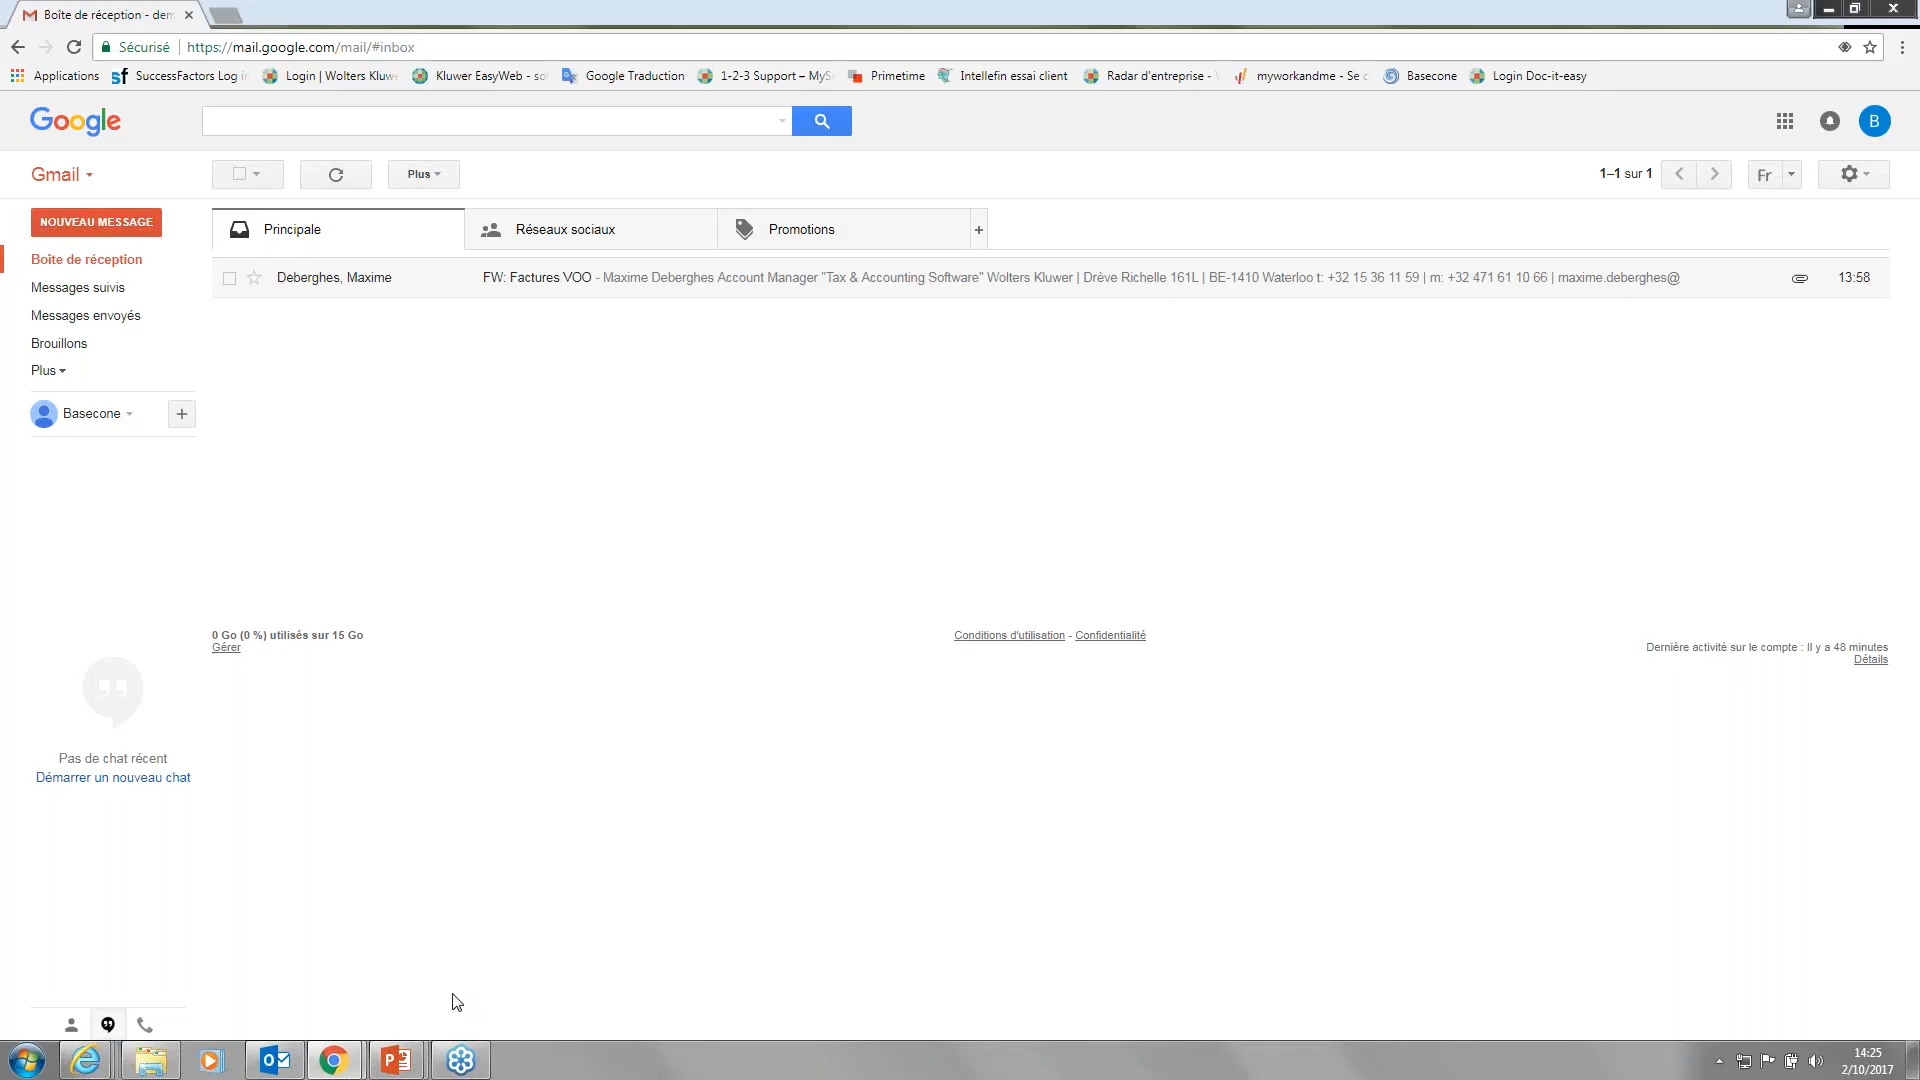 Boîte de réception - dem
Sécurisé https://mail.google.com/mail/#inbox
Applications SuccessFactors Log in Login | Wolters Kluwe Kluwer EasyWeb - so Google Traduction 1-2-3 Support – MyS Primetime Intellefin essai client Radar d'entreprise - myworkandme - Se c Basecone Login Doc-it-easy
Google
B
Gmail
Plus
1–1 sur 1
Fr
NOUVEAU MESSAGE
Principale
Réseaux sociaux
Promotions
+
Boîte de réception
Deberghes, Maxime FW: Factures VOO - Maxime Deberghes Account Manager "Tax & Accounting Software" Wolters Kluwer | Drève Richelle 161L | BE-1410 Waterloo t: +32 15 36 11 59 | m: +32 471 61 10 66 | maxime.deberghes@ 13:58
Messages suivis
Messages envoyés
Brouillons
Plus
Basecone
+
0 Go (0 %) utilisés sur 15 Go
Gérer
Conditions d'utilisation - Confidentialité
Dernière activité sur le compte : Il y a 48 minutes
Détails
Pas de chat récent
Démarrer un nouveau chat
14:25
2/10/2017